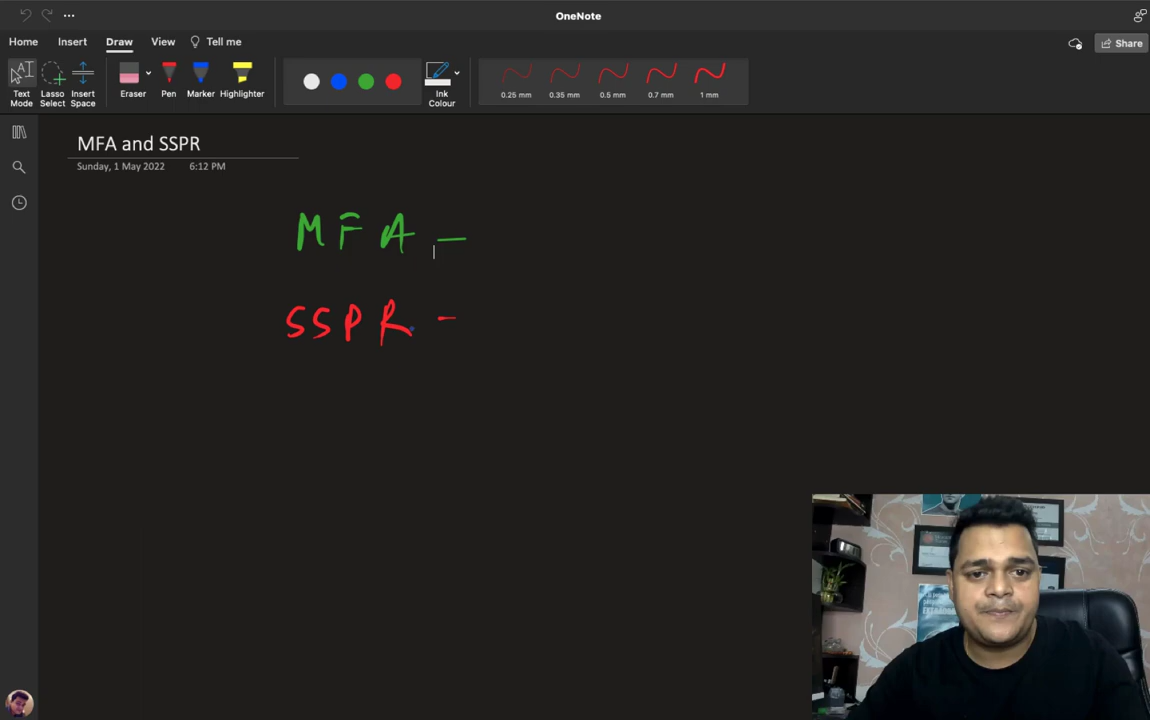 OneNote
Home Insert Draw View Tell me
Share
Text Mode
Lasso Select
Insert Space
Eraser
Pen
Marker
Highlighter
Ink Colour
0.25 mm 0.35 mm 0.5 mm 0.7 mm 1 mm
MFA and SSPR
Sunday, 1 May 2022 6:12 PM
MFA –
SSPR -